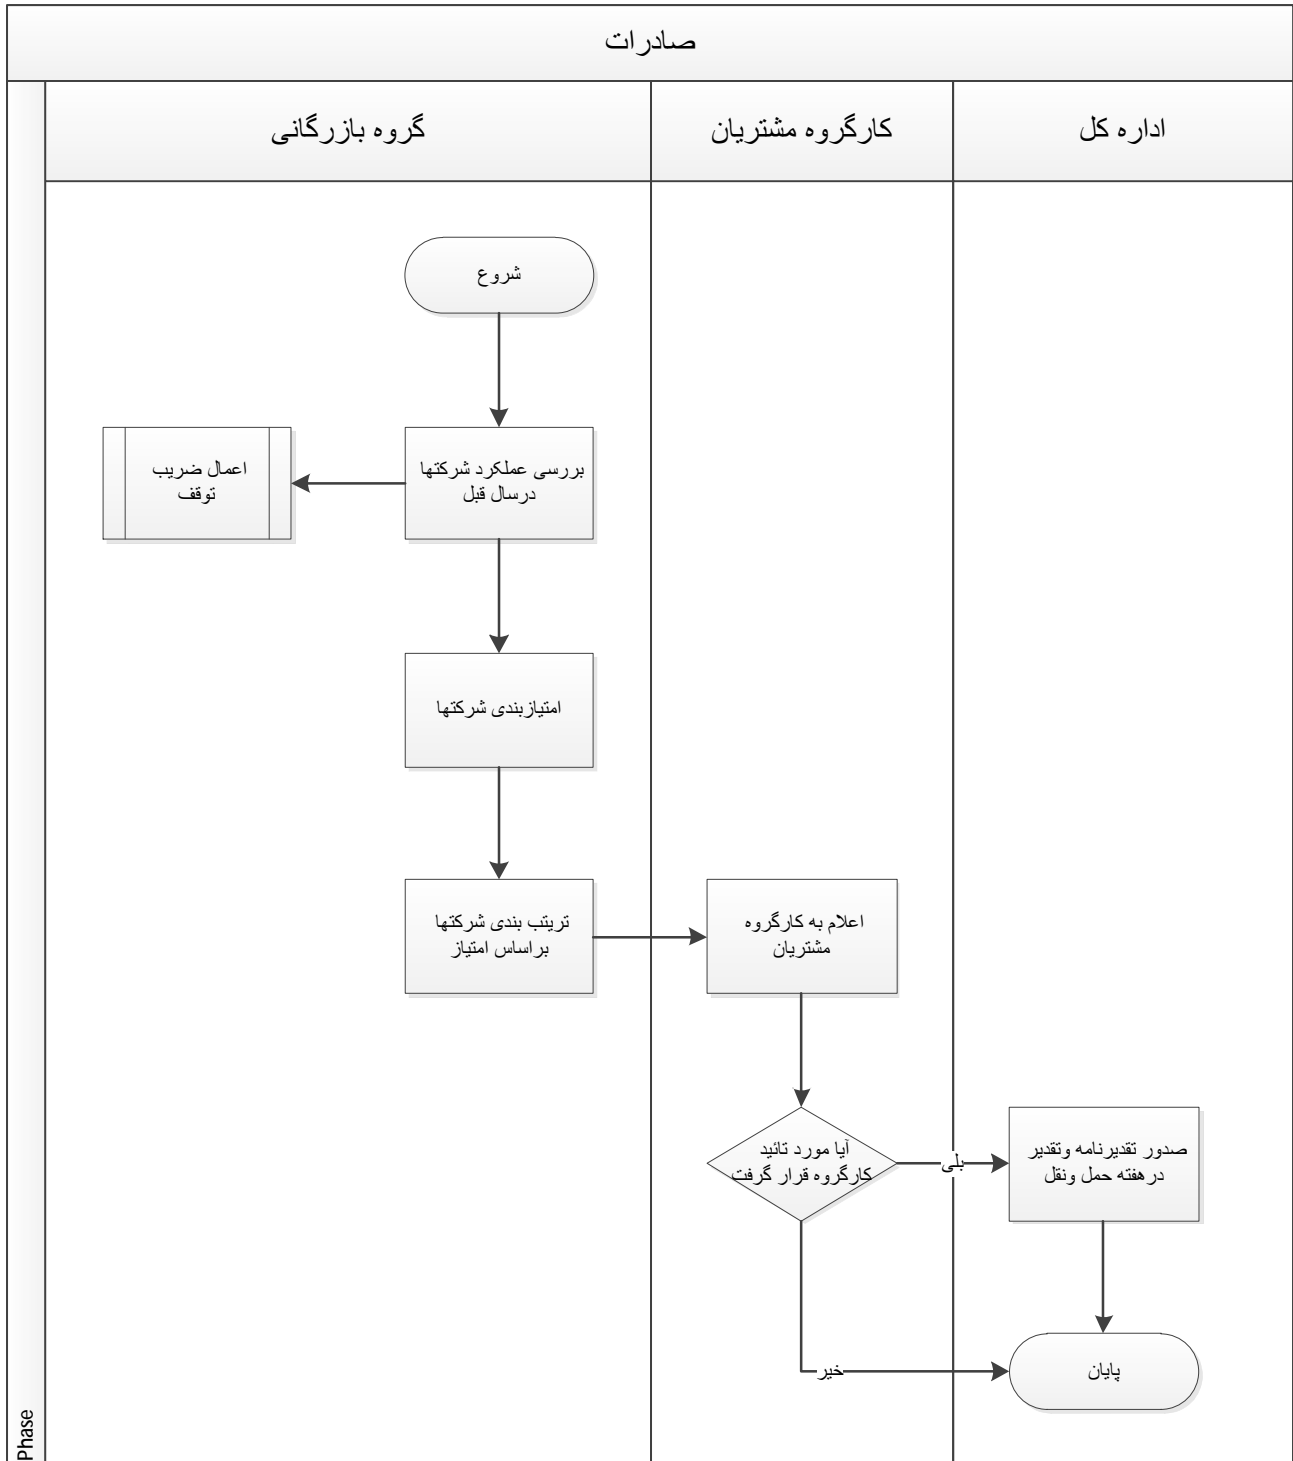 صادرات
گروه بازرگانی
کارگروه مشتریان
اداره کل
شروع
بررسی عملکرد شرکتها
درسال قبل
اعمال ضریب
توقف
امتیازبندی شرکتها
تریتب بندی شرکتها
براساس امتیاز
اعلام به کارگروه
مشتریان
آیا مورد تائید
کارگروه قرار گرفت
بلی
صدور تقدیرنامه وتقدیر
درهفته حمل ونقل
خیر
پایان
Phase